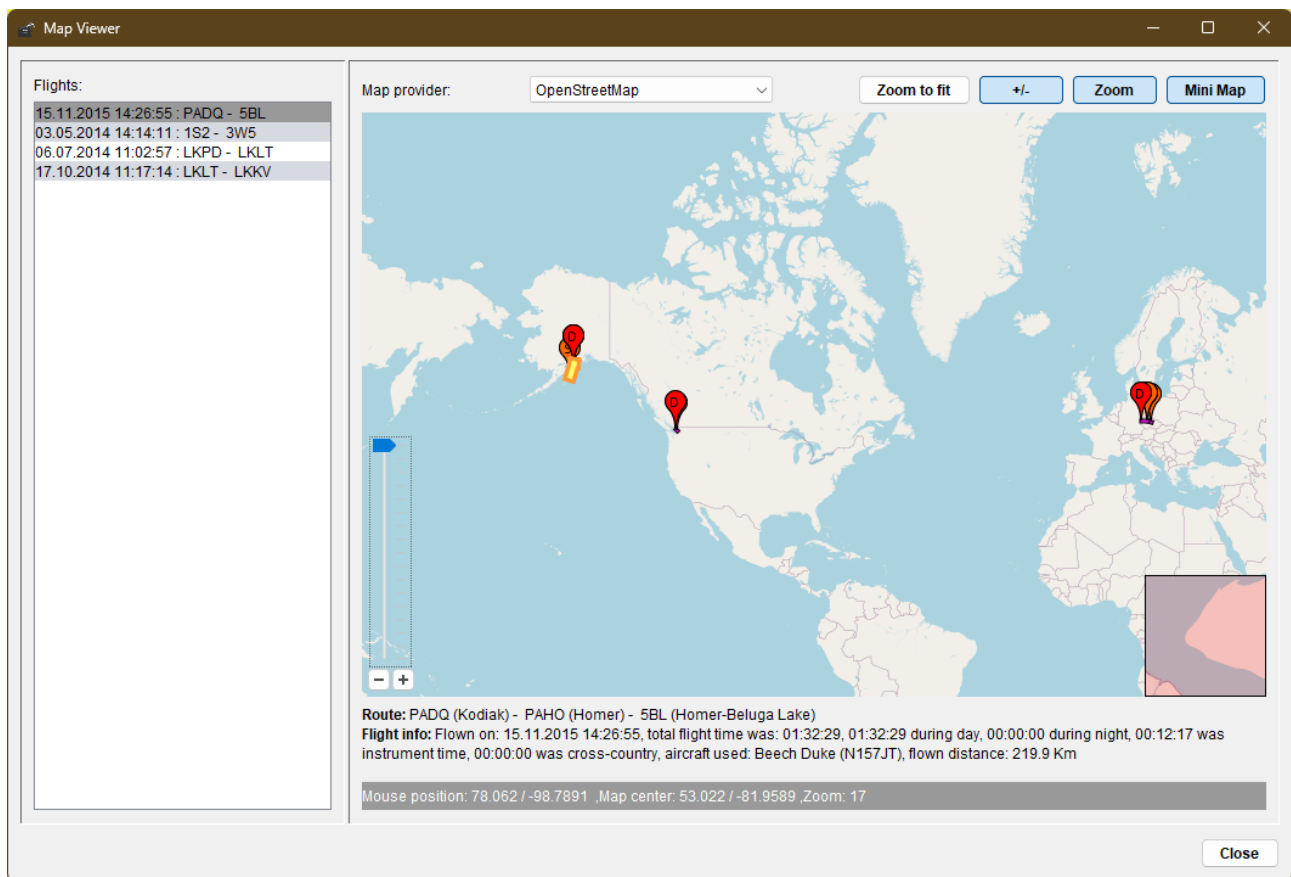 Map Viewer
Flights:
15.11.2015 14:26:55 : PADQ - 5BL
03.05.2014 14:14:11 : 1S2 - 3W5
06.07.2014 11:02:57 : LKPD - LKLT
17.10.2014 11:17:14 : LKLT - LKKV
Map provider:
OpenStreetMap
Zoom to fit
+/-
Zoom
Mini Map
D
S
D
D
Route: PADQ (Kodiak) - PAHO (Homer) - 5BL (Homer-Beluga Lake)
Flight info: Flown on: 15.11.2015 14:26:55, total flight time was: 01:32:29, 01:32:29 during day, 00:00:00 during night, 00:12:17 was
instrument time, 00:00:00 was cross-country, aircraft used: Beech Duke (N157JT), flown distance: 219.9 Km
Mouse position: 78.062 / -98.7891 ,Map center: 53.022 / -81.9589 ,Zoom: 17
Close